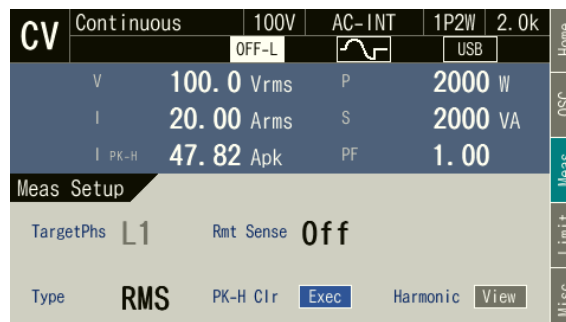 CV Continuous 100V AC-INT 1P2W 2.0k
OFF-L USB
Home
V 100.0 Vrms P 2000 W
OSC
I 20.00 Arms S 2000 VA
I PK-H 47.82 Apk PF 1.00
Meas
Meas Setup
TargetPhs L1 Rmt Sense Off
Limit
Type RMS PK-H Clr Exec Harmonic View
Misc